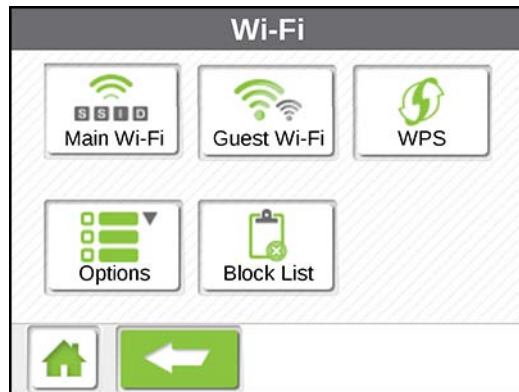 Wi-Fi
SSID
Main Wi-Fi
Guest Wi-Fi
WPS
Options
Block List